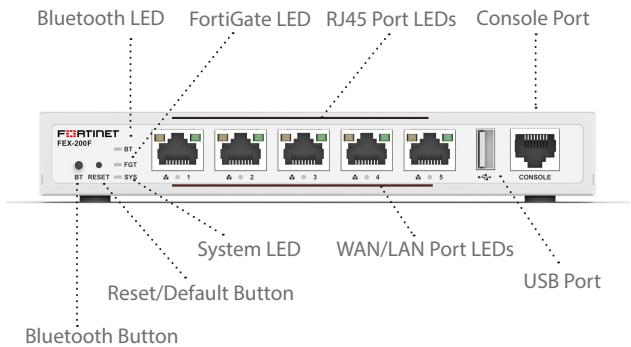 Bluetooth LED
FortiGate LED
RJ45 Port LEDs
Console Port
FORTINET
FEX-200F
BT
FGT
SYS
BT RESET
1 2 3 4 5
CONSOLE
System LED
WAN/LAN Port LEDs
USB Port
Reset/Default Button
Bluetooth Button